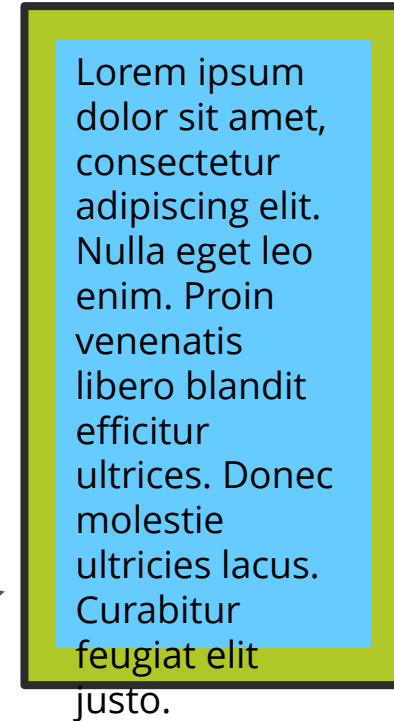 Lorem ipsum
dolor sit amet,
consectetur
adipiscing elit.
Nulla eget leo
enim. Proin
venenatis
libero blandit
efficitur
ultrices. Donec
molestie
ultricies lacus.
Curabitur
feugiat elit
justo.